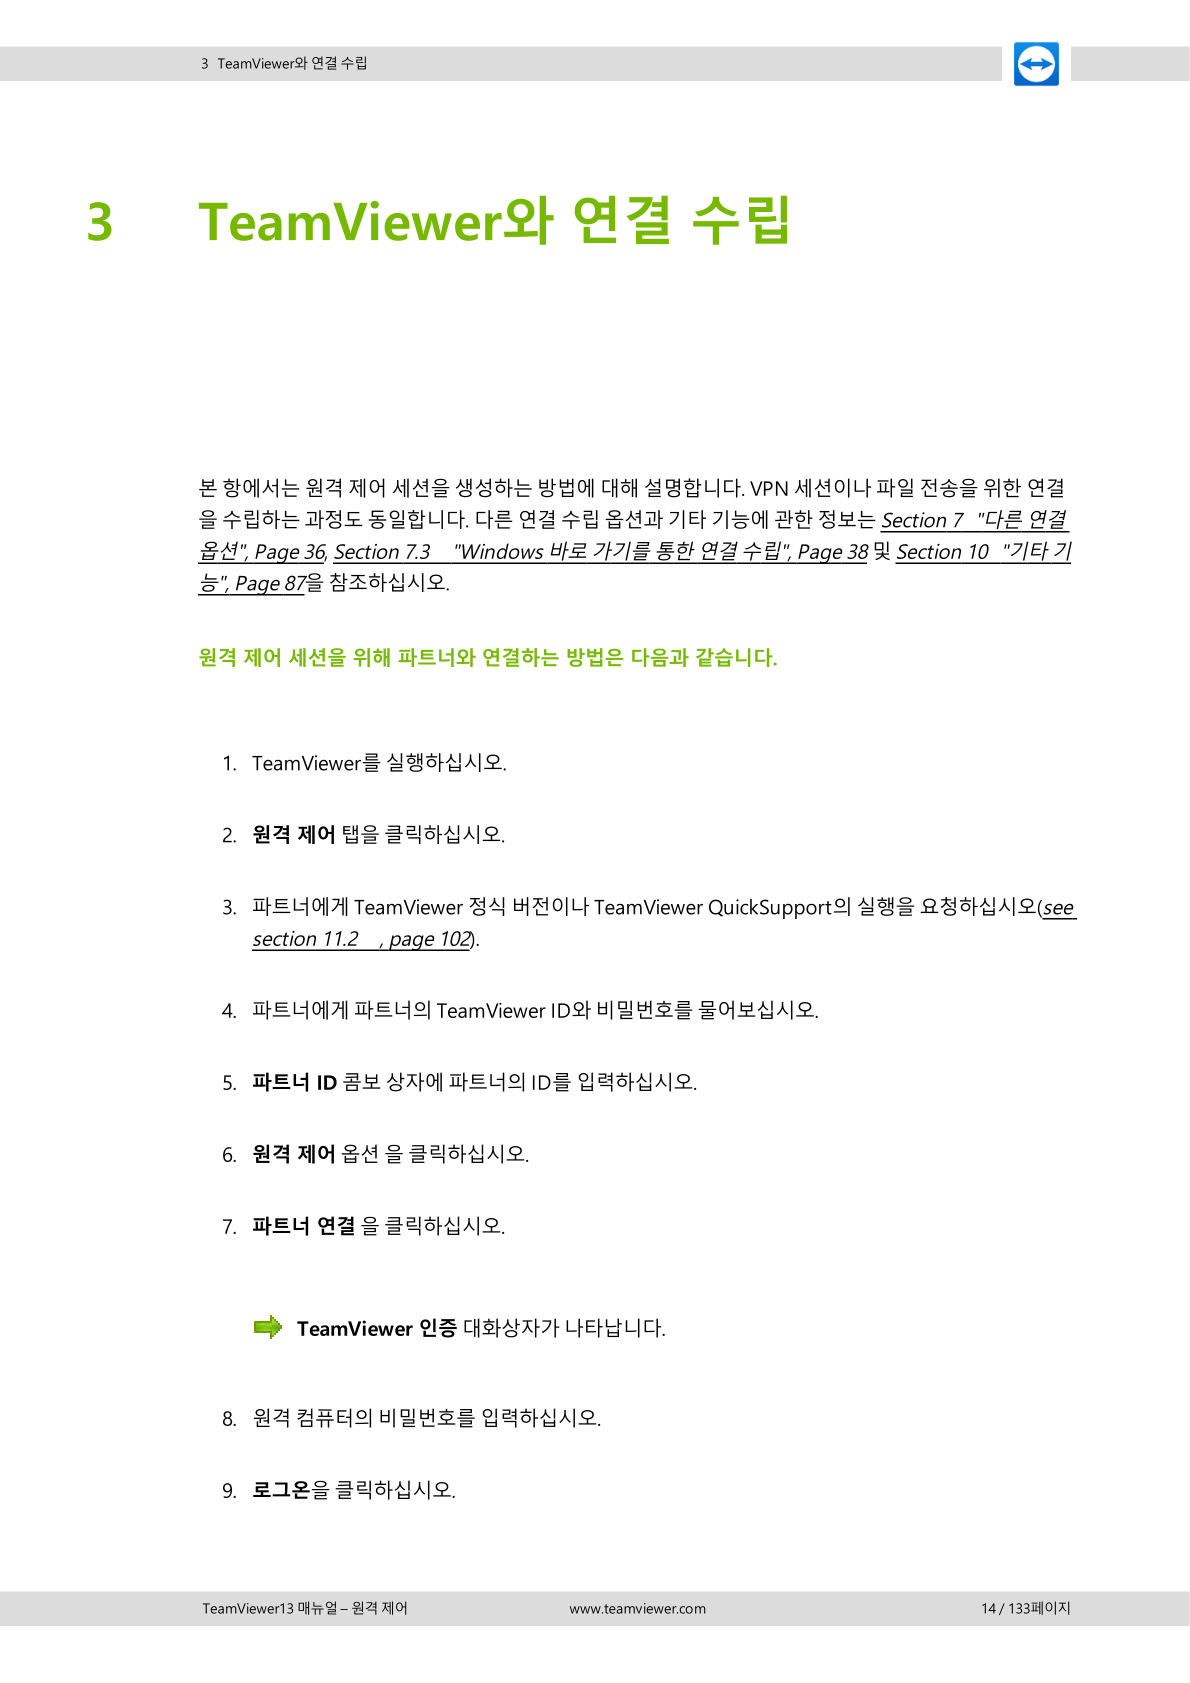 3 TeamViewer와 연결 수립
3 TeamViewer와 연결 수립
본 항에서는 원격 제어 세션을 생성하는 방법에 대해 설명합니다. VPN 세션이나 파일 전송을 위한 연결
을 수립하는 과정도 동일합니다. 다른 연결 수립 옵션과 기타 기능에 관한 정보는 Section 7 "다른 연결
옵션", Page 36, Section 7.3 "Windows 바로 가기를 통한 연결 수립", Page 38 및 Section 10 "기타 기
능", Page 87을 참조하십시오.
원격 제어 세션을 위해 파트너와 연결하는 방법은 다음과 같습니다.
1. TeamViewer를 실행하십시오.
2. 원격 제어 탭을 클릭하십시오.
3. 파트너에게 TeamViewer 정식 버전이나 TeamViewer QuickSupport의 실행을 요청하십시오(see
section 11.2 , page 102).
4. 파트너에게 파트너의 TeamViewer ID와 비밀번호를 물어보십시오.
5. 파트너 ID 콤보 상자에 파트너의 ID를 입력하십시오.
6. 원격 제어 옵션 을 클릭하십시오.
7. 파트너 연결 을 클릭하십시오.
TeamViewer 인증 대화상자가 나타납니다.
8. 원격 컴퓨터의 비밀번호를 입력하십시오.
9. 로그온을 클릭하십시오.
TeamViewer13 매뉴얼 – 원격 제어 www.teamviewer.com 14 / 133페이지